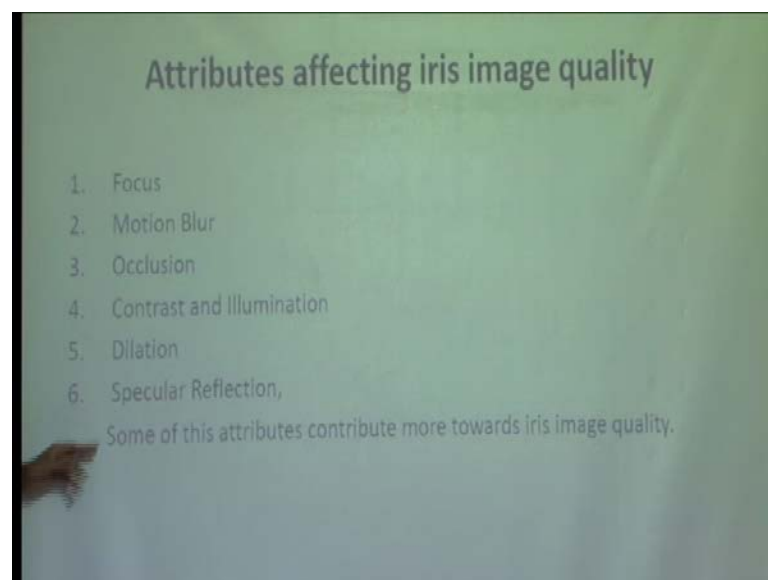 Attributes affecting iris image quality
1. Focus
2. Motion Blur
3. Occlusion
4. Contrast and Illumination
5. Dilation
6. Specular Reflection,
Some of this attributes contribute more towards iris image quality.